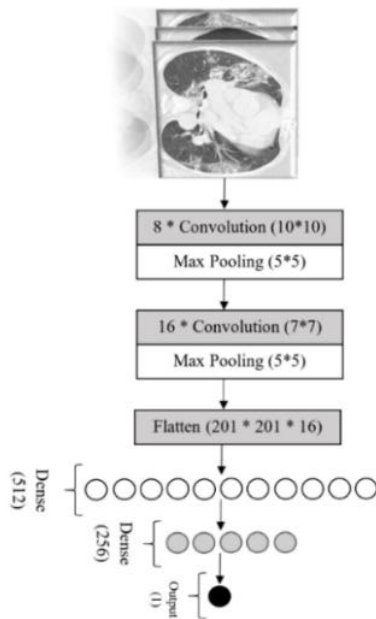 8 * Convolution (10*10)
Max Pooling (5*5)
16 * Convolution (7*7)
Max Pooling (5*5)
Flatten (201 * 201 * 16)
Dense
(512)
Dense
(256)
Output
(1)